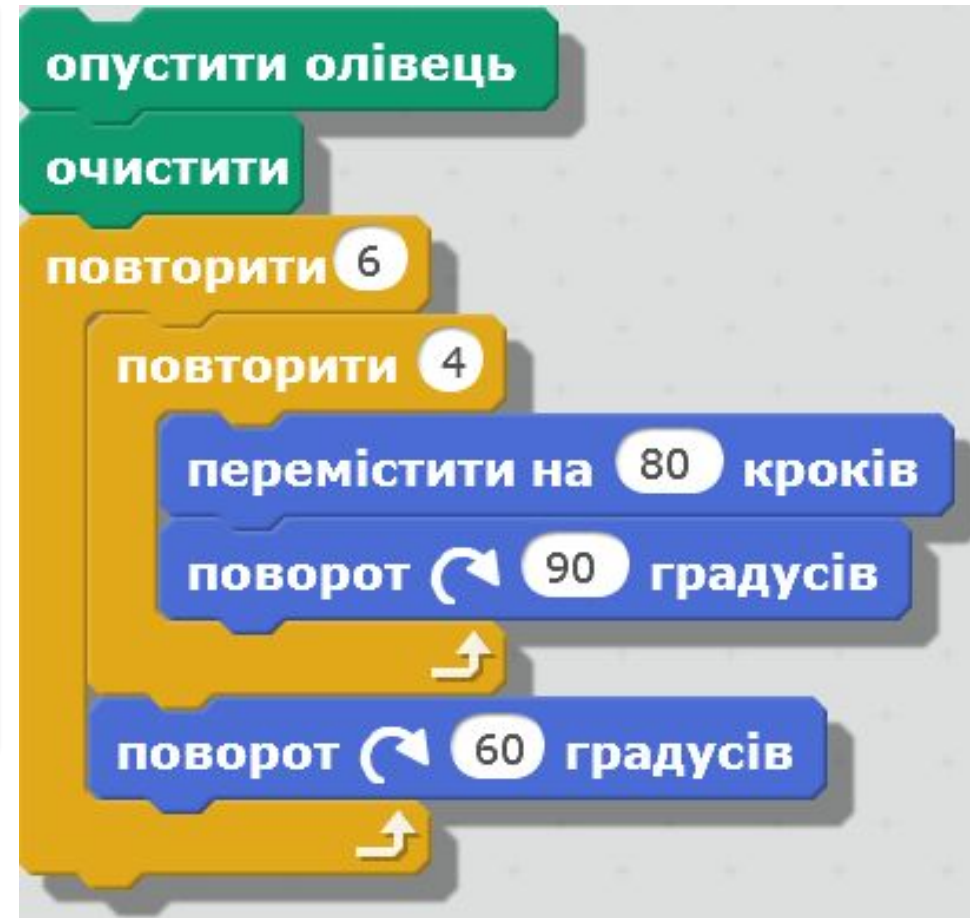 опустити олівець
очистити
повторити 6
повторити 4
перемістити на 80 кроків
поворот 90 градусів
поворот 60 градусів